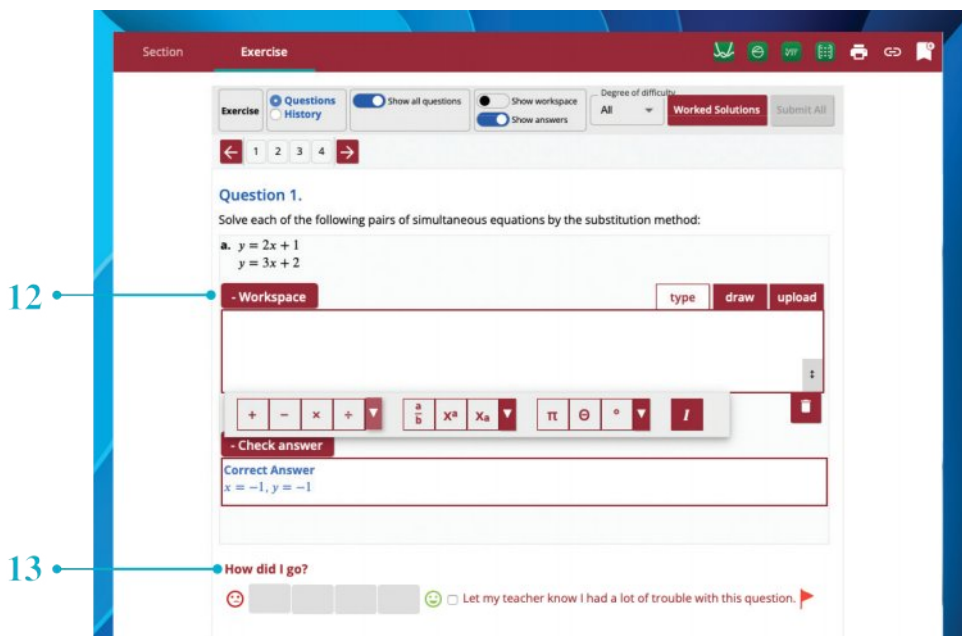 Section Exercise
Exercise Questions History Show all questions Show workspace Show answers Degree of difficulty All Worked Solutions Submit All
1 2 3 4
Question 1.
Solve each of the following pairs of simultaneous equations by the substitution method:
a. y = 2x + 1
y = 3x + 2
12
- Workspace type draw upload
+ − × ÷ a/b xᵃ xₐ π Θ ° I
- Check answer
Correct Answer
x = −1, y = −1
13
How did I go?
Let my teacher know I had a lot of trouble with this question.